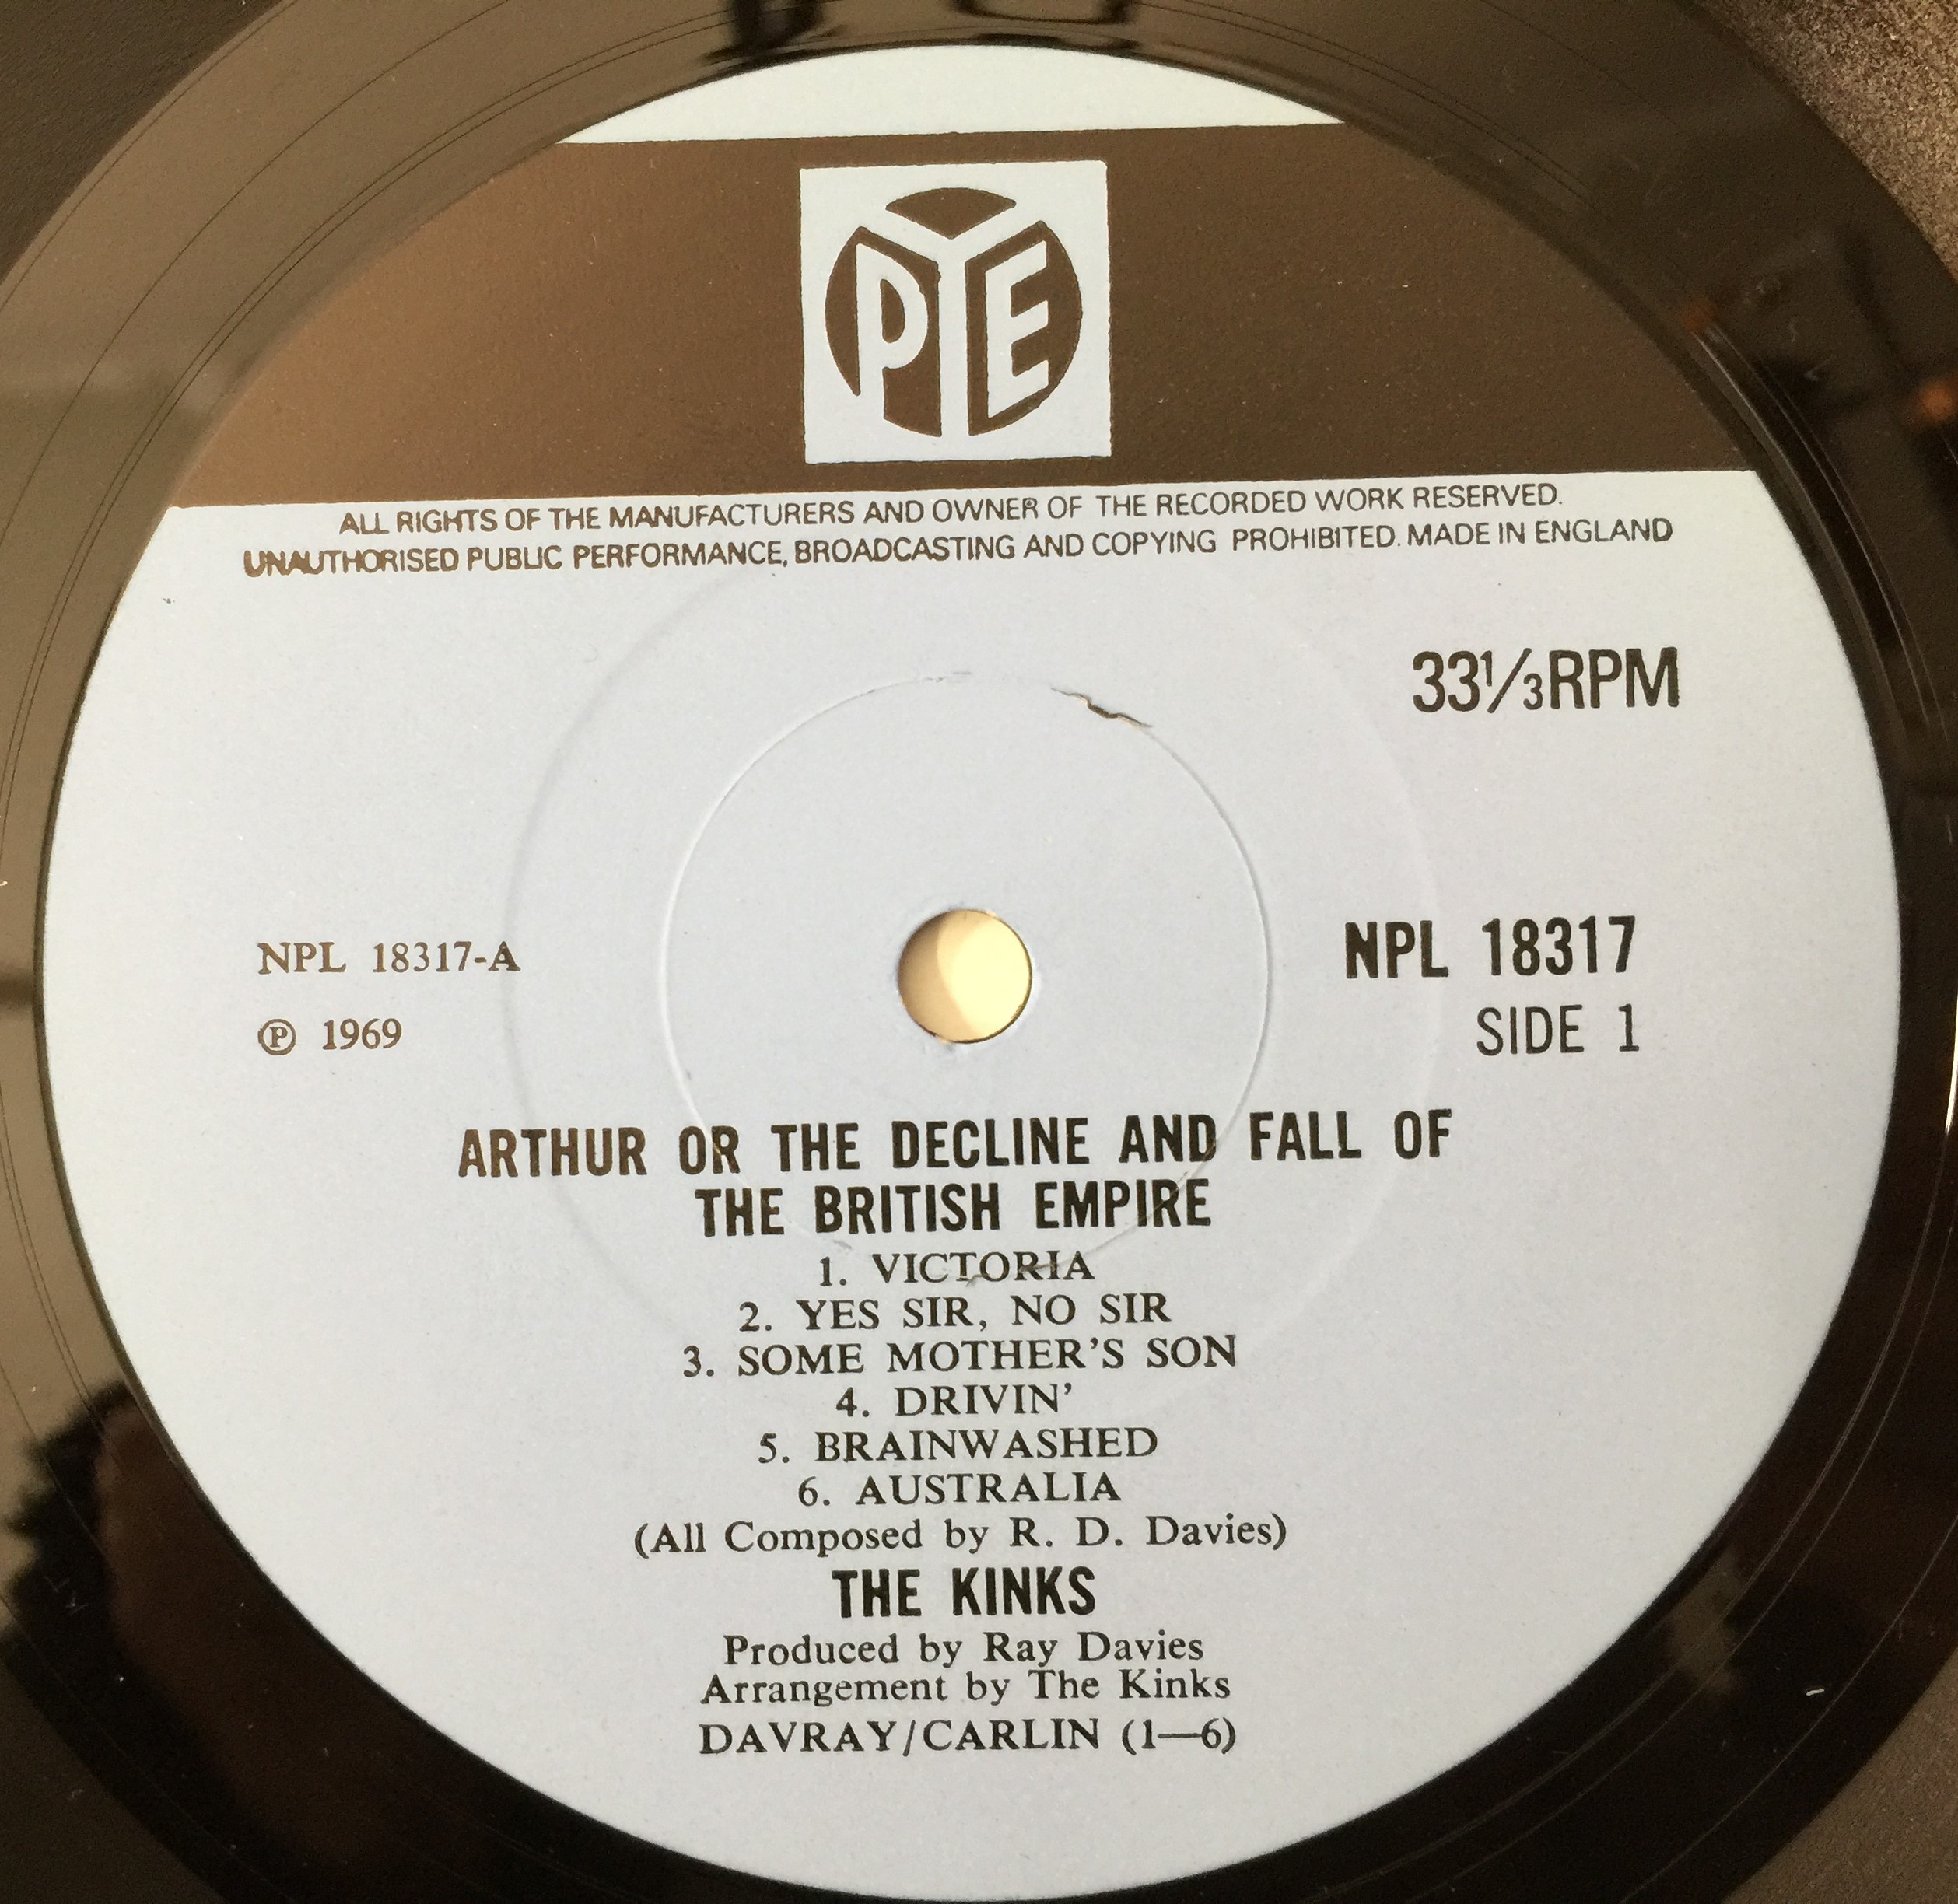 PYE
ALL RIGHTS OF THE MANUFACTURERS AND OWNER OF THE RECORDED WORK RESERVED.
UNAUTHORISED PUBLIC PERFORMANCE, BROADCASTING AND COPYING PROHIBITED. MADE IN ENGLAND
33⅓RPM
NPL 18317-A
℗ 1969
NPL 18317
SIDE 1
ARTHUR OR THE DECLINE AND FALL OF
THE BRITISH EMPIRE
1. VICTORIA
2. YES SIR, NO SIR
3. SOME MOTHER'S SON
4. DRIVIN'
5. BRAINWASHED
6. AUSTRALIA
(All Composed by R. D. Davies)
THE KINKS
Produced by Ray Davies
Arrangement by The Kinks
DAVRAY/CARLIN (1—6)